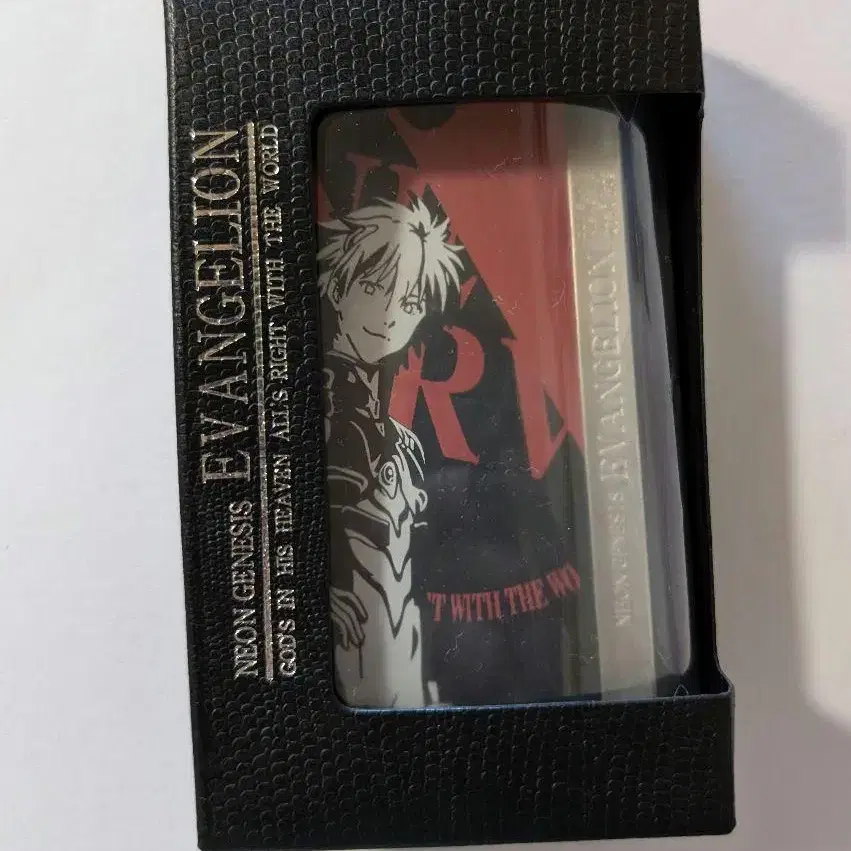 NEON GENESIS EVANGELION
GOD'S IN HIS HEAVEN ALL'S RIGHT WITH THE WORLD
R
T WITH THE WO
NEON GENESIS EVANGELION